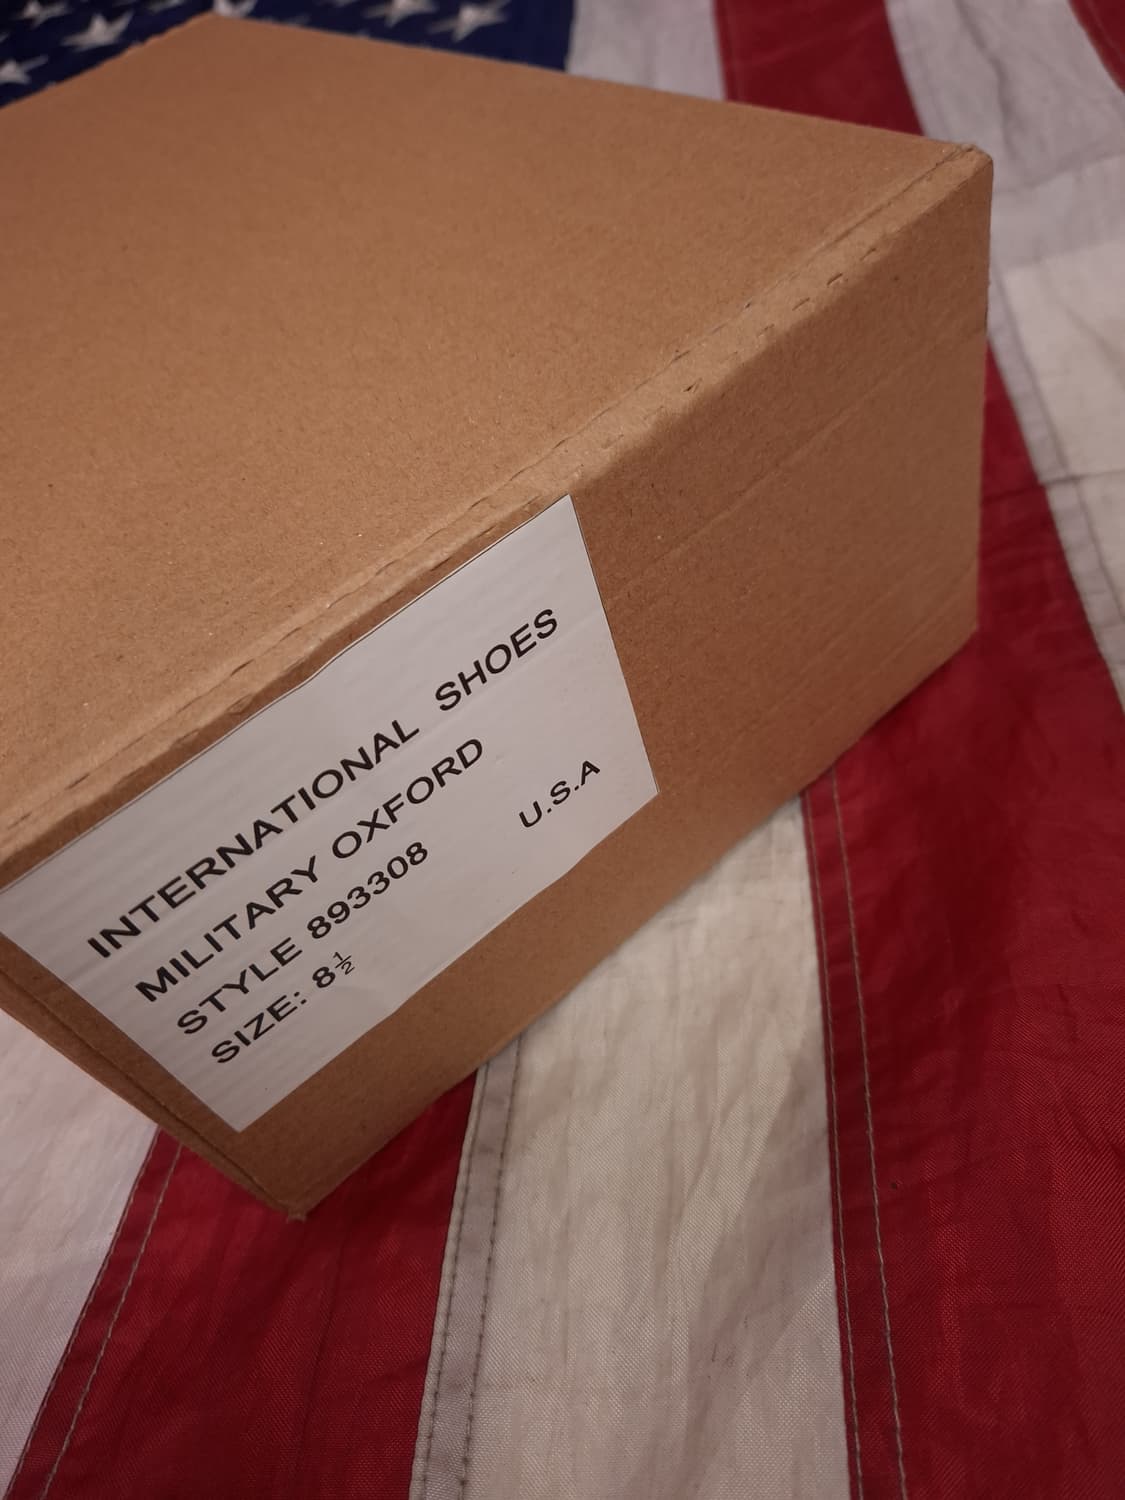 INTERNATIONAL SHOES
MILITARY OXFORD
STYLE 893308
SIZE: 8½
U.S.A